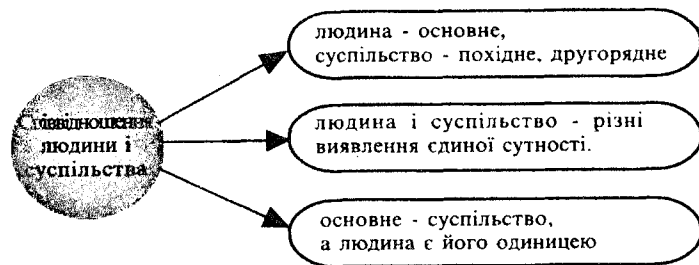 Співвідношення
людини і
суспільства
людина - основне,
суспільство - похідне, другорядне
людина і суспільство - різні
виявлення єдиної сутності.
основне - суспільство,
а людина є його одиницею